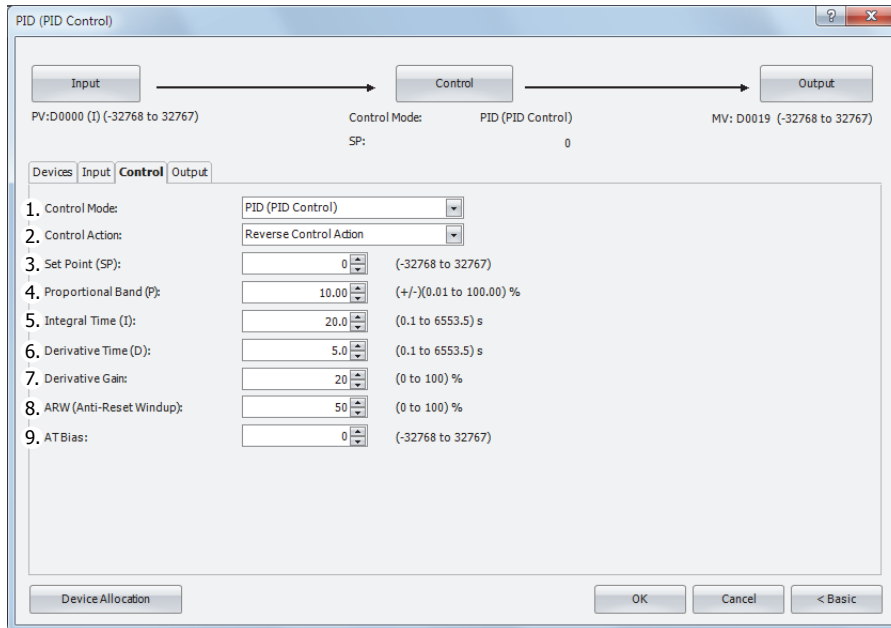 PID (PID Control)
Input Control Output
PV:D0000 (I) (-32768 to 32767) Control Mode: PID (PID Control) MV: D0019 (-32768 to 32767)
SP: 0
Devices Input Control Output
1. Control Mode: PID (PID Control)
2. Control Action: Reverse Control Action
3. Set Point (SP): 0 (-32768 to 32767)
4. Proportional Band (P): 10.00 (+/-)(0.01 to 100.00) %
5. Integral Time (I): 20.0 (0.1 to 6553.5) s
6. Derivative Time (D): 5.0 (0.1 to 6553.5) s
7. Derivative Gain: 20 (0 to 100) %
8. ARW (Anti-Reset Windup): 50 (0 to 100) %
9. ATBias: 0 (-32768 to 32767)
Device Allocation OK Cancel < Basic